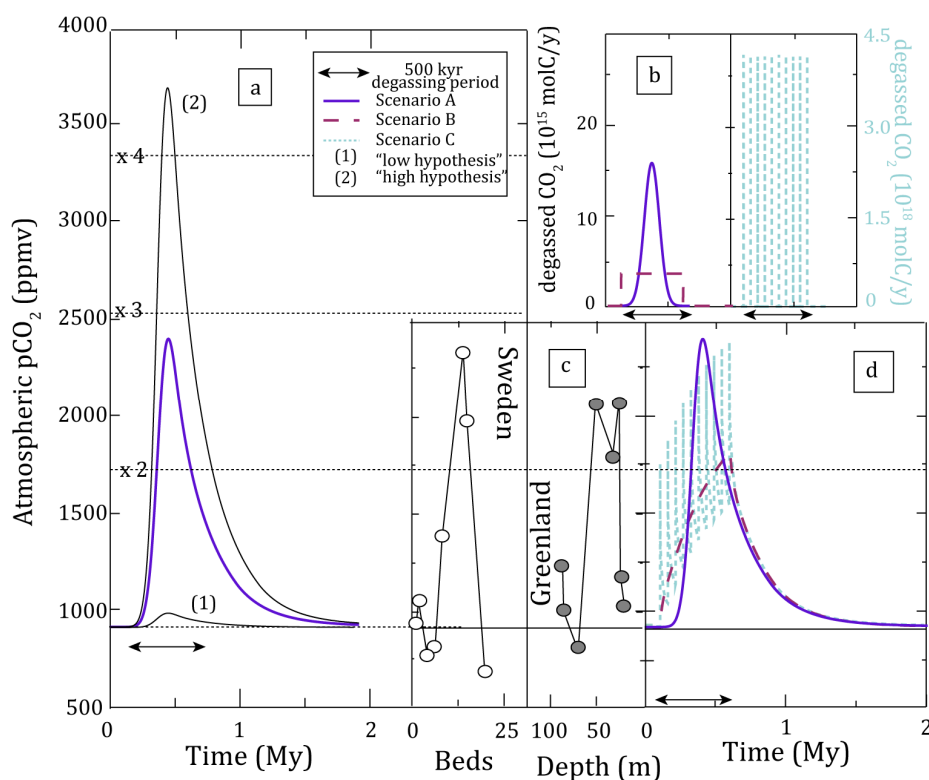 4000
3500
3000
2500
2000
1500
1000
500
Atmospheric pCO2 (ppmv)
a
(2)
(1)
x 4
x 3
x 2
0
1
2
Time (My)
500 kyr
degassing period
Scenario A
Scenario B
Scenario C
(1) "low hypothesis"
(2) "high hypothesis"
b
degassed CO2 (10^15 molC/y)
20
10
0
4.5
3.0
1.5
0
degassed CO2 (10^18 molC/y)
c
Sweden
Greenland
0
25
Beds
100
50
0
Depth (m)
d
1
2
Time (My)